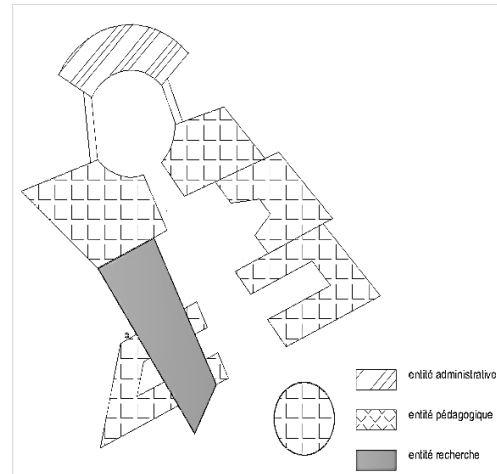 entité administrative
entité pédagogique
entité recherche